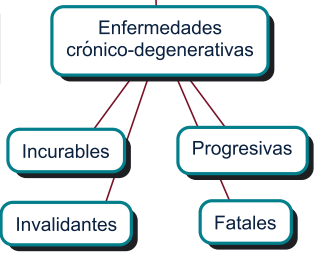 Enfermedades
crónico-degenerativas
Incurables
Progresivas
Invalidantes
Fatales